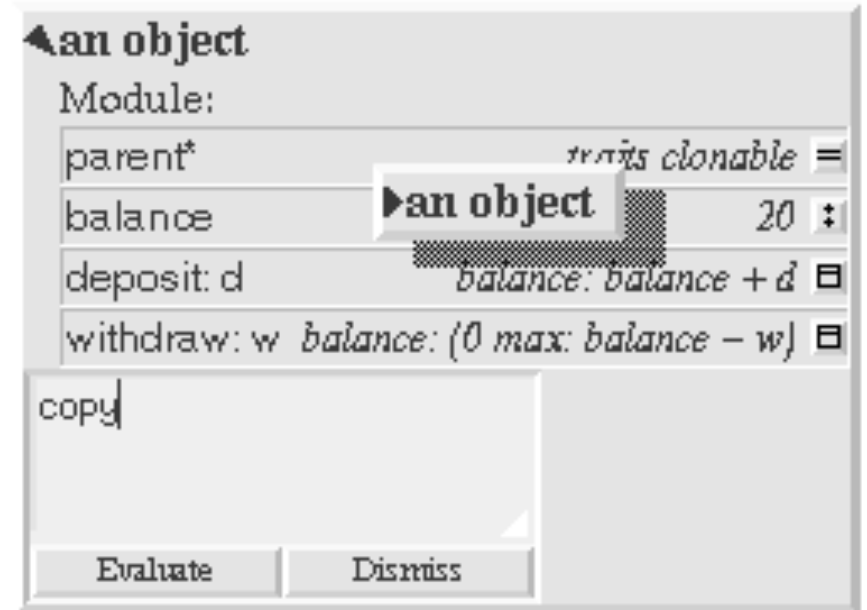 an object
Module:
parent* traits clonable =
an object
balance 20 :
deposit: d balance: balance + d
withdraw: w balance: (0 max: balance – w)
copy
Evaluate Dismiss